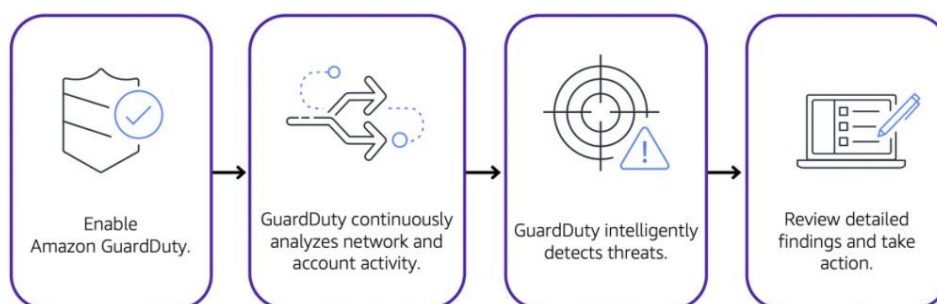 Enable
Amazon GuardDuty.
GuardDuty continuously
analyzes network and
account activity.
GuardDuty intelligently
detects threats.
Review detailed
findings and take
action.